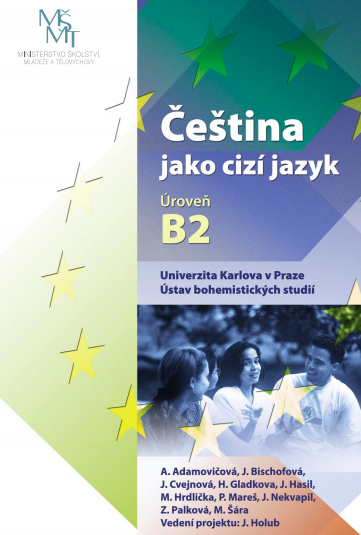 MŠ
MT
MINISTERSTVO ŠKOLSTVÍ,
MLÁDEŽE A TĚLOVÝCHOVY
Čeština
jako cizí jazyk
Úroveň
B2
Univerzita Karlova v Praze
Ústav bohemistických studií
A. Adamovičová, J. Bischofová,
J. Cvejnová, H. Gladkova, J. Hasil,
M. Hrdlička, P. Mareš, J. Nekvapil,
Z. Palková, M. Šára
Vedení projektu: J. Holub